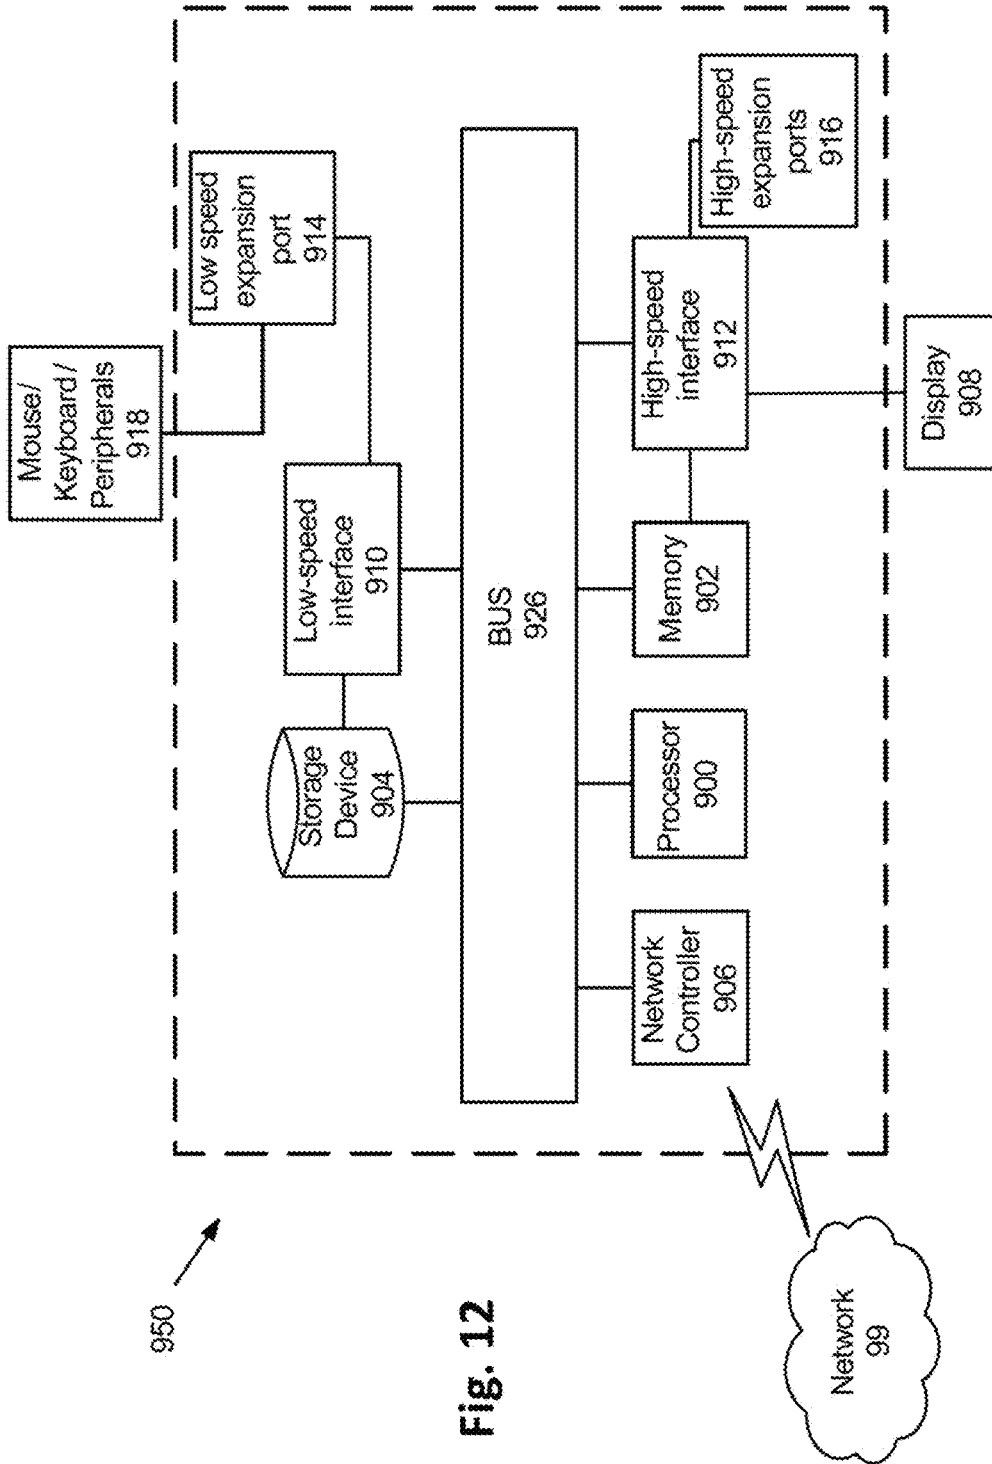 Mouse/
Keyboard/
Peripherals
918
Low speed
expansion
port
914
Storage
Device
904
Low-speed
interface
910
BUS
926
Network
Controller
906
Processor
900
Memory
902
High-speed
interface
912
High-speed
expansion
ports
916
Display
908
Network
99
950
Fig. 12